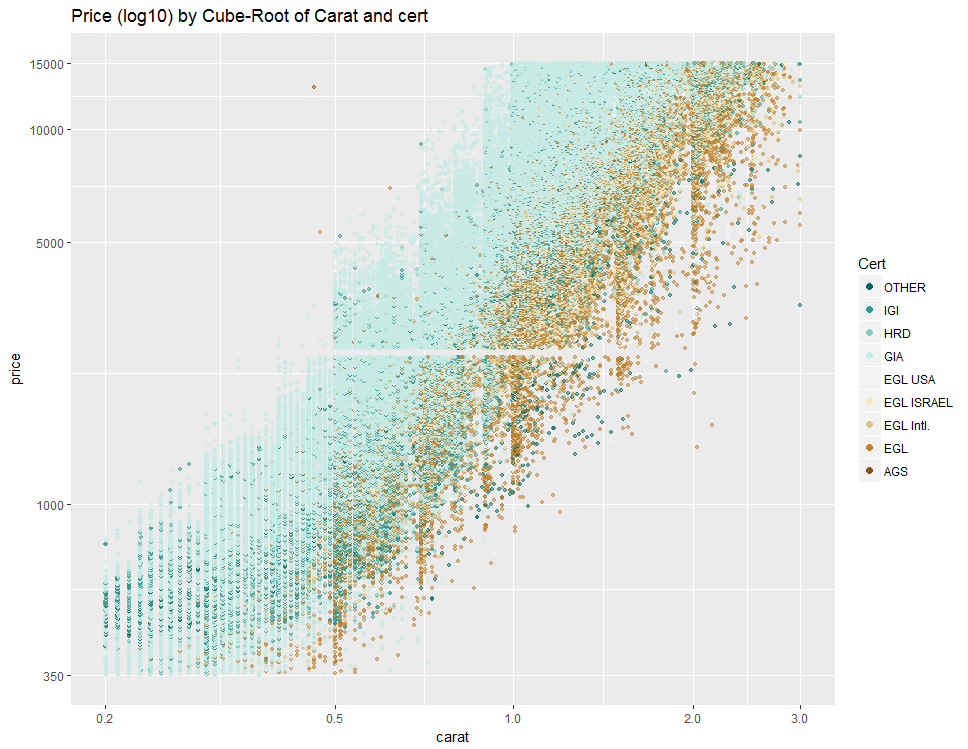 Price (log10) by Cube-Root of Carat and cert
15000
10000
5000
1000
350
price
0.2
0.5
1.0
2.0
3.0
carat
Cert
OTHER
IGI
HRD
GIA
EGL USA
EGL ISRAEL
EGL Intl.
EGL
AGS